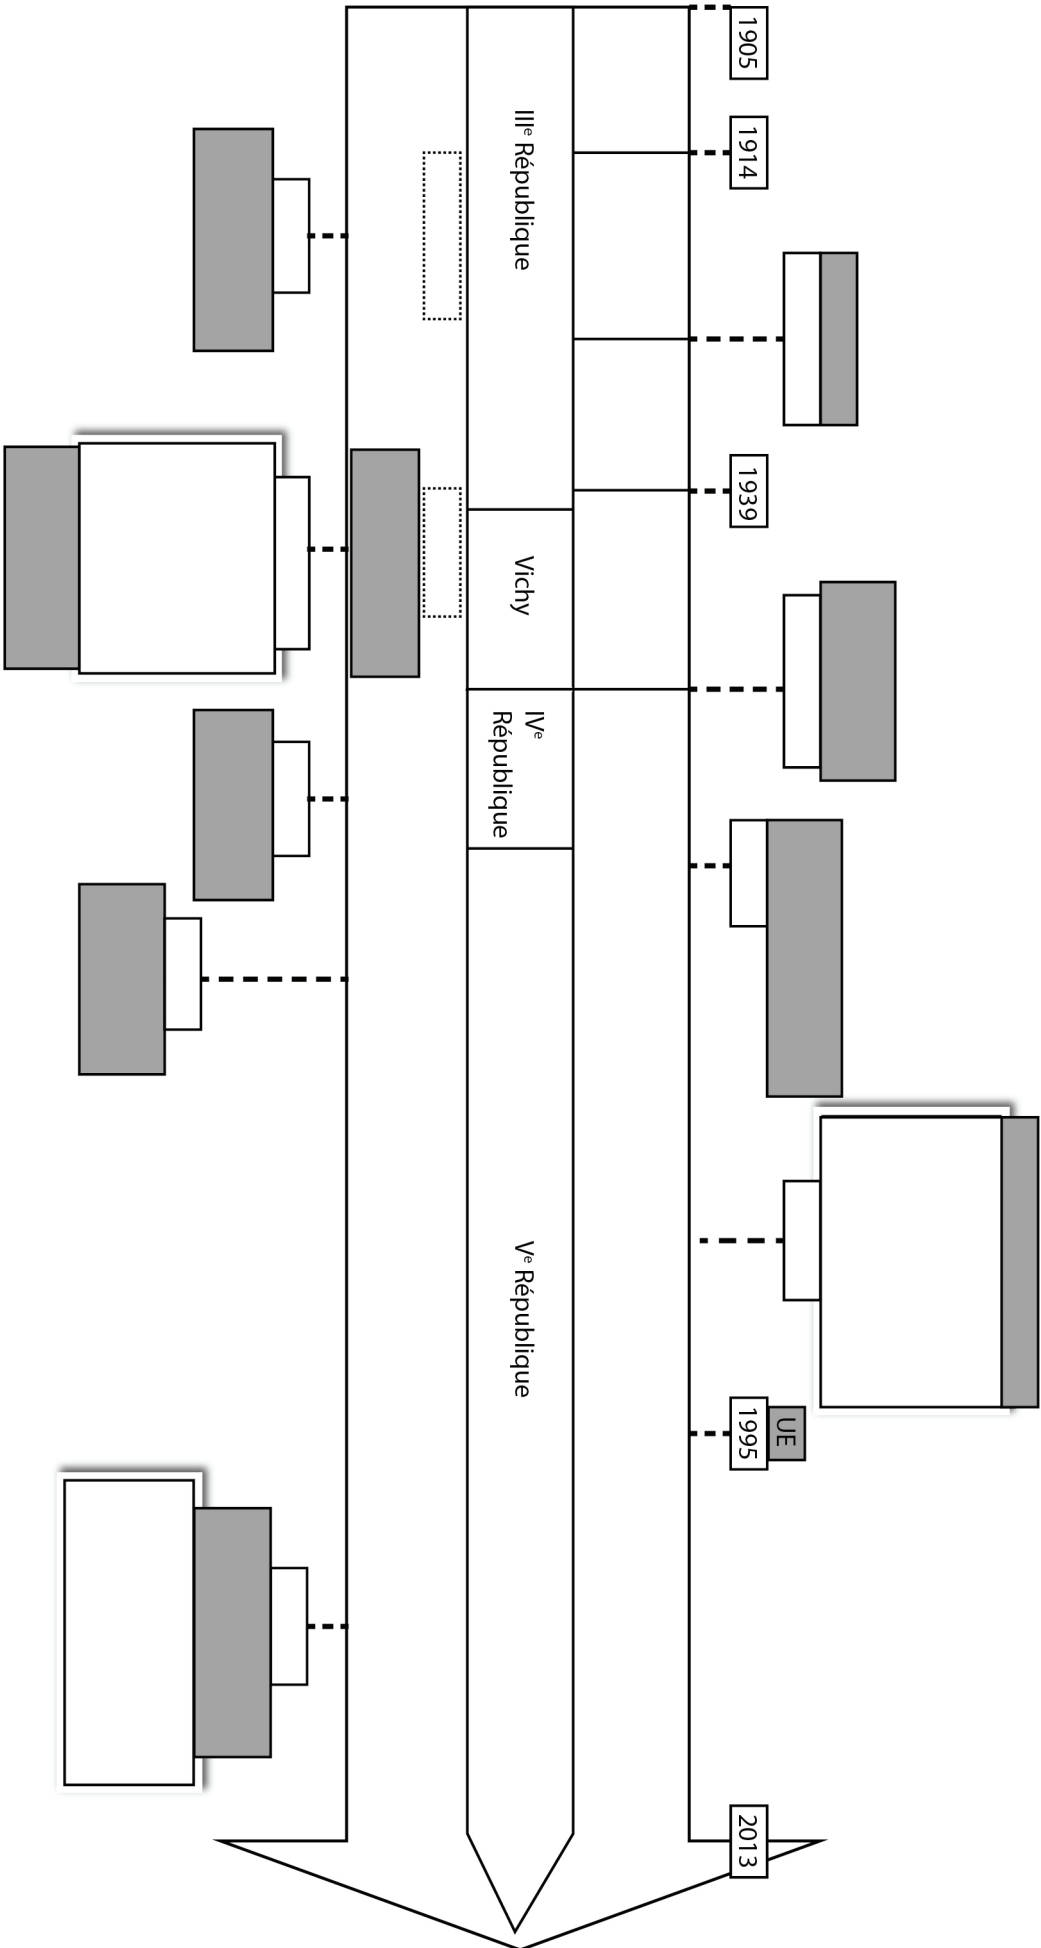 1905
1914
1939
UE
1995
2013
IIIᵉ République
Vichy
IVᵉ
République
Vᵉ République